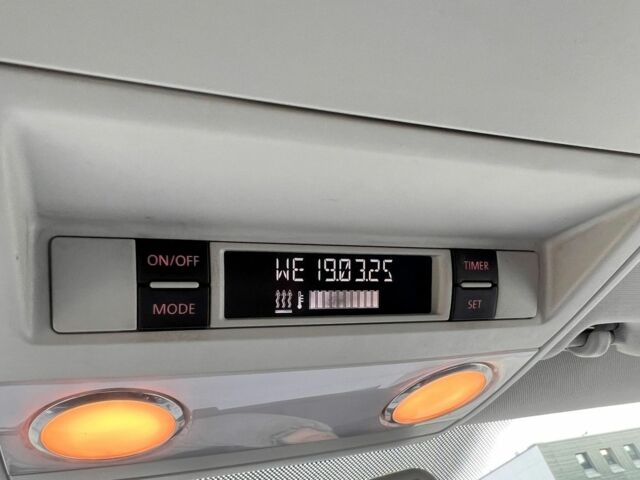 ON/OFF
MODE
WE 19.03.25
TIMER
SET